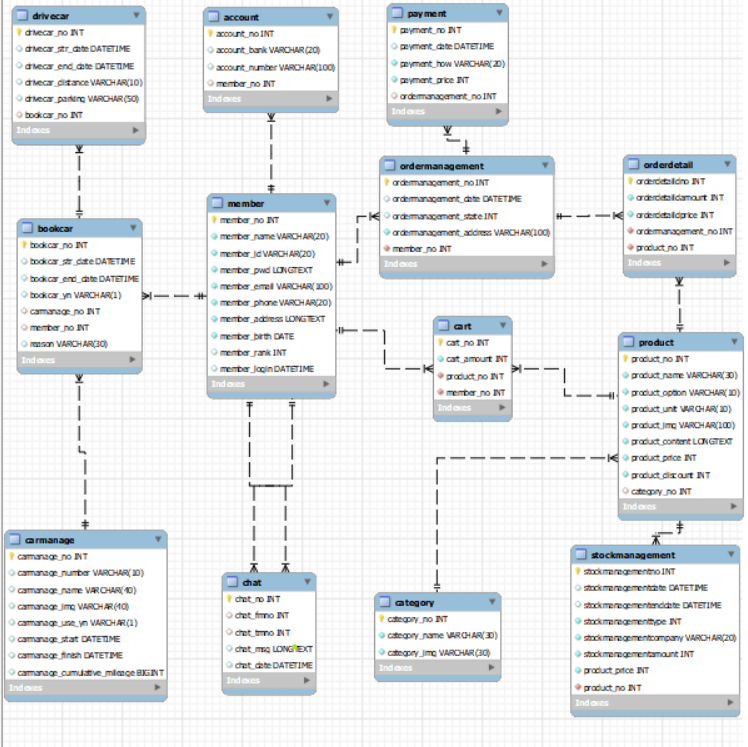 drivecar
drivecar_no INT
drivecar_str_date DATETIME
drivecar_end_date DATETIME
drivecar_distance VARCHAR(10)
drivecar_parking VARCHAR(50)
bookcar_no INT
Indexes
account
account_no INT
account_bank VARCHAR(20)
account_number VARCHAR(100)
member_no INT
Indexes
payment
payment_no INT
payment_date DATETIME
payment_how VARCHAR(20)
payment_price INT
ordermanagement_no INT
Indexes
ordermanagement
ordermanagement_no INT
ordermanagement_date DATETIME
ordermanagement_state INT
ordermanagement_address VARCHAR(100)
member_no INT
Indexes
orderdetail
orderdetailno INT
orderdetailamount INT
orderdetailprice INT
ordermanagement_no INT
product_no INT
Indexes
bookcar
bookcar_no INT
bookcar_str_date DATETIME
bookcar_end_date DATETIME
bookcar_yn VARCHAR(1)
carmanage_no INT
member_no INT
reason VARCHAR(30)
Indexes
member
member_no INT
member_name VARCHAR(20)
member_id VARCHAR(20)
member_pwd LONGTEXT
member_email VARCHAR(100)
member_phone VARCHAR(20)
member_address LONGTEXT
member_birth DATE
member_rank INT
member_login DATETIME
Indexes
cart
cart_no INT
cart_amount INT
product_no INT
member_no INT
Indexes
product
product_no INT
product_name VARCHAR(30)
product_option VARCHAR(10)
product_unit VARCHAR(10)
product_img VARCHAR(100)
product_content LONGTEXT
product_price INT
product_discount INT
category_no INT
Indexes
carmanage
carmanage_no INT
carmanage_number VARCHAR(10)
carmanage_name VARCHAR(40)
carmanage_img VARCHAR(40)
carmanage_use_yn VARCHAR(1)
carmanage_start DATETIME
carmanage_finish DATETIME
carmanage_cumulative_mileage BIGINT
Indexes
chat
chat_no INT
chat_fmno INT
chat_tmno INT
chat_msg LONGTEXT
chat_date DATETIME
Indexes
category
category_no INT
category_name VARCHAR(30)
category_img VARCHAR(30)
Indexes
stockmanagement
stockmanagementno INT
stockmanagementdate DATETIME
stockmanagementenddate DATETIME
stockmanagementtype INT
stockmanagementcompany VARCHAR(20)
stockmanagementamount INT
product_price INT
product_no INT
Indexes